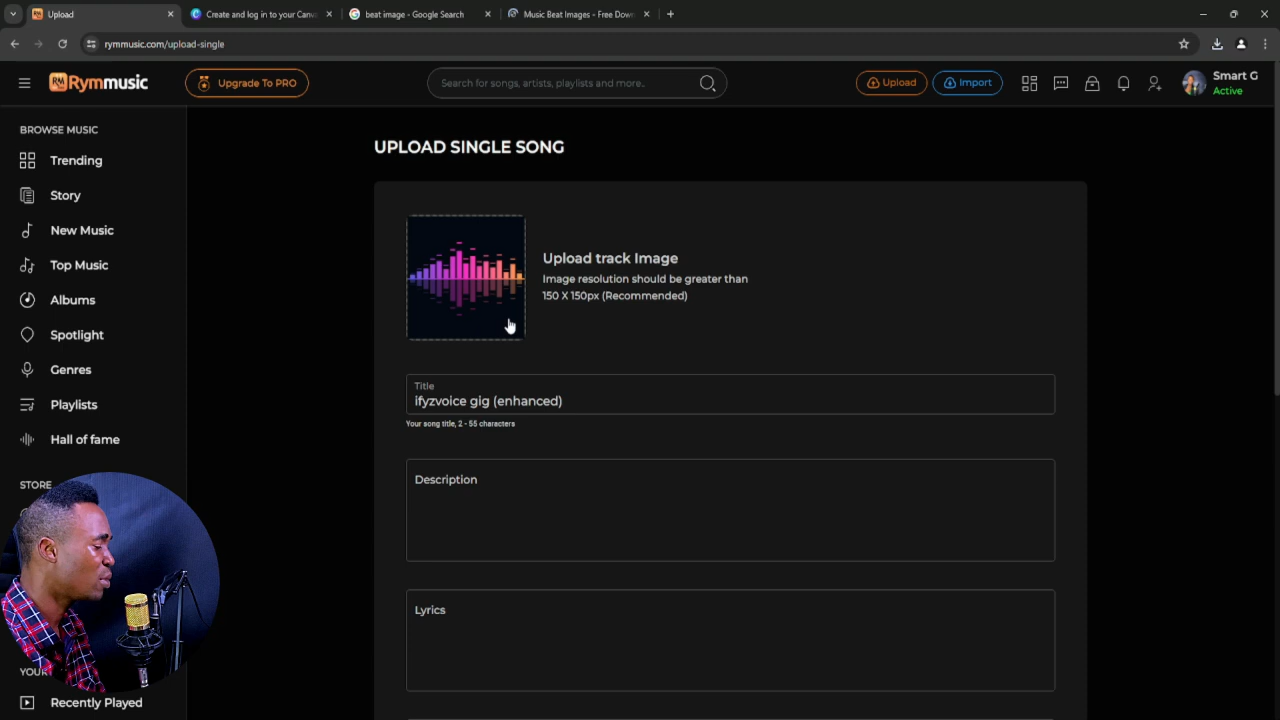 Upload
Create and log in to your Canv
beat image - Google Search
Music Beat Images – Free Down
rymmusic.com/upload-single
RM Rymmusic
Upgrade To PRO
Search for songs, artists, playlists and more..
Upload
Import
Smart G
Active
BROWSE MUSIC
Trending
Story
New Music
Top Music
Albums
Spotlight
Genres
Playlists
Hall of fame
STORE
YOUR
Recently Played
UPLOAD SINGLE SONG
Upload track Image
Image resolution should be greater than
150 X 150px (Recommended)
Title
ifyzvoice gig (enhanced)
Your song title, 2 - 55 characters
Description
Lyrics